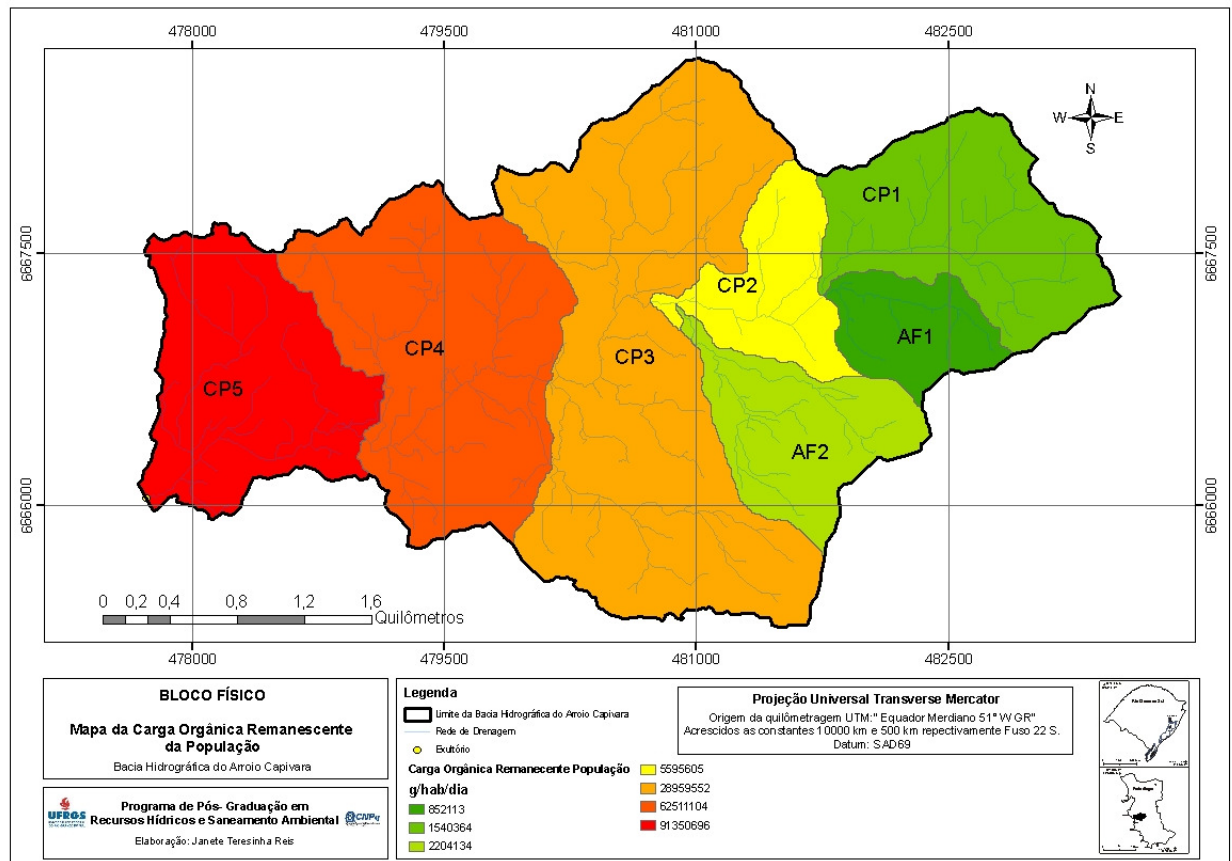 478000 479500 481000 482500
N
W E
S
CP1
6667500 6667500
CP2
AF1
CP4
CP3
CP5
AF2
6666000 6666000
0 0,2 0,4 0,8 1,2 1,6
Quilômetros
478000 479500 481000 482500
BLOCO FÍSICO
Mapa da Carga Orgânica Remanescente
da População
Bacia Hidrográfica do Arroio Capivara
UFRGS
Programa de Pós- Graduação em
Recursos Hídricos e Saneamento Ambiental
CNPq
Elaboração: Janete Teresinha Reis
Legenda
Limite da Bacia Hidrográfica do Arroio Capivara
Rede de Drenagem
Exultório
Carga Orgânica Remanecente População
g/hab/dia
852113
1540364
2204134
5595605
28959552
62511104
91350696
Projeção Universal Transverse Mercator
Origem da quilômetragem UTM:" Equador Merdiano 51° W GR"
Acrescidos as constantes 10000 km e 500 km repectivamente Fuso 22 S.
Datum: SAD69